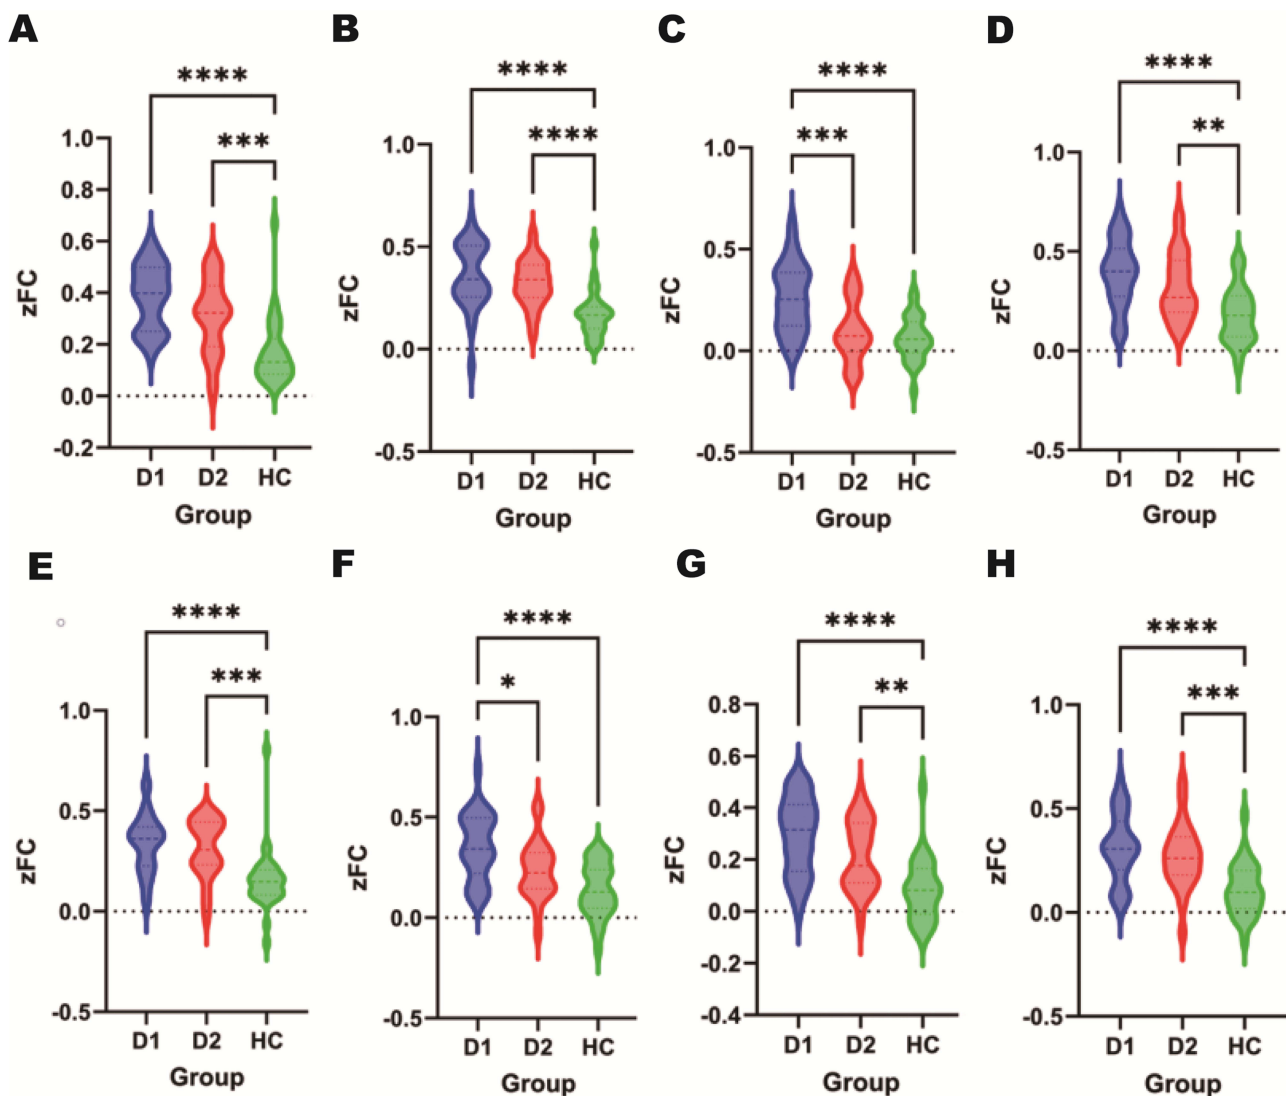 A
B
C
D
****
***
zFC
1.0
0.8
0.6
0.4
0.2
0.0
-0.2
D1
D2
HC
Group
****
****
zFC
1.0
0.5
0.0
-0.5
D1
D2
HC
Group
****
***
zFC
1.0
0.5
0.0
-0.5
D1
D2
HC
Group
****
**
zFC
1.0
0.5
0.0
-0.5
D1
D2
HC
Group
E
F
G
H
****
***
zFC
1.0
0.5
0.0
-0.5
D1
D2
HC
Group
****
*
zFC
1.0
0.5
0.0
-0.5
D1
D2
HC
Group
****
**
zFC
0.8
0.6
0.4
0.2
0.0
-0.2
-0.4
D1
D2
HC
Group
****
***
zFC
1.0
0.5
0.0
-0.5
D1
D2
HC
Group